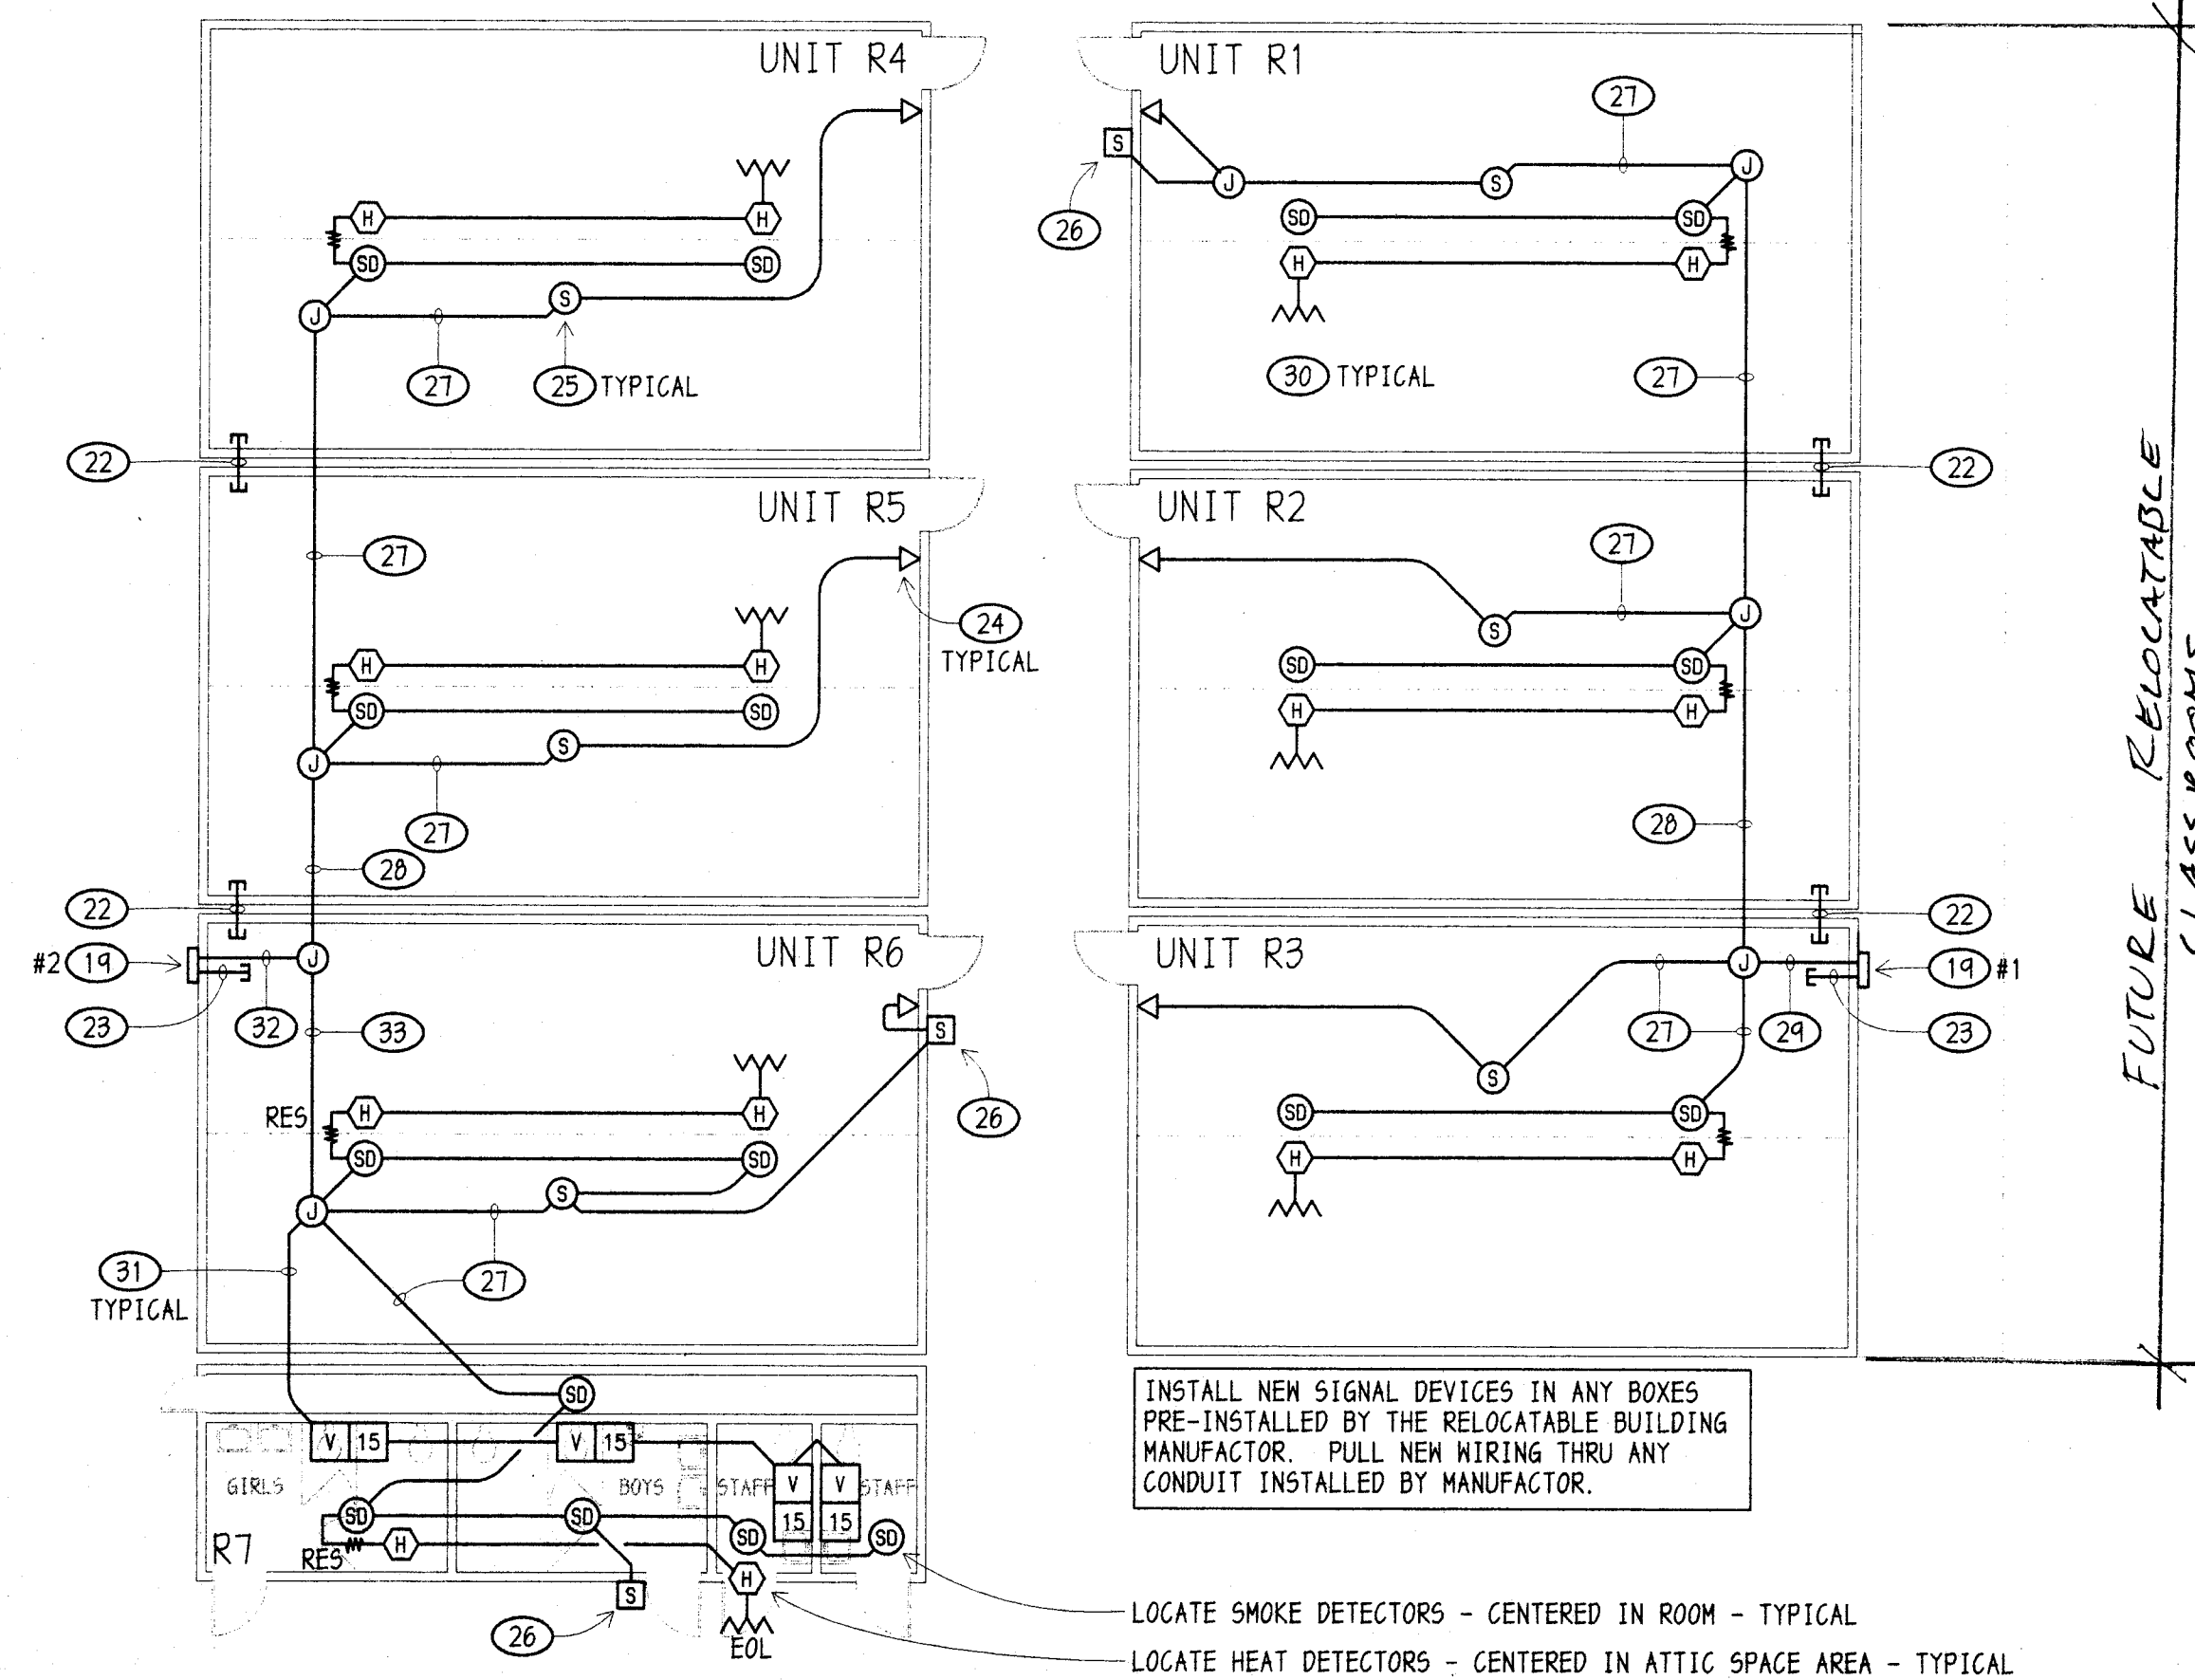 UNIT R4
UNIT R1
27
J
S
J
S
26
H
H
SD
SD
SD
SD
H
H
S
J
27
25 TYPICAL
30 TYPICAL
27
22
22
UNIT R5
UNIT R2
27
27
24
TYPICAL
J
S
H
H
SD
SD
SD
SD
H
H
S
J
27
28
28
22
22
UNIT R6
UNIT R3
#2 19
J
J
19 #1
23
32
33
27
29
23
S
26
S
RES
H
H
SD
SD
SD
SD
H
H
S
J
31
TYPICAL
27
FUTURE RELOCATABLE
CLASSROOMS
SD
V 15
V 15
GIRLS
BOYS
STAFF
V
15
V
15
STAFF
SD
SD
SD
SD
R7
RES
H
H
S
26
EOL
INSTALL NEW SIGNAL DEVICES IN ANY BOXES
PRE-INSTALLED BY THE RELOCATABLE BUILDING
MANUFACTOR. PULL NEW WIRING THRU ANY
CONDUIT INSTALLED BY MANUFACTOR.
LOCATE SMOKE DETECTORS - CENTERED IN ROOM - TYPICAL
LOCATE HEAT DETECTORS - CENTERED IN ATTIC SPACE AREA - TYPICAL